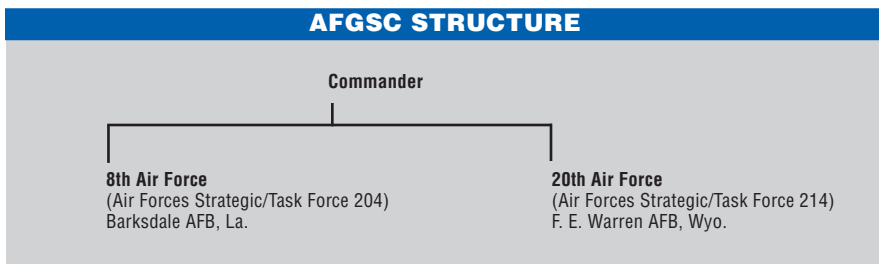 AFGSC STRUCTURE
Commander
8th Air Force
(Air Forces Strategic/Task Force 204)
Barksdale AFB, La.
20th Air Force
(Air Forces Strategic/Task Force 214)
F. E. Warren AFB, Wyo.